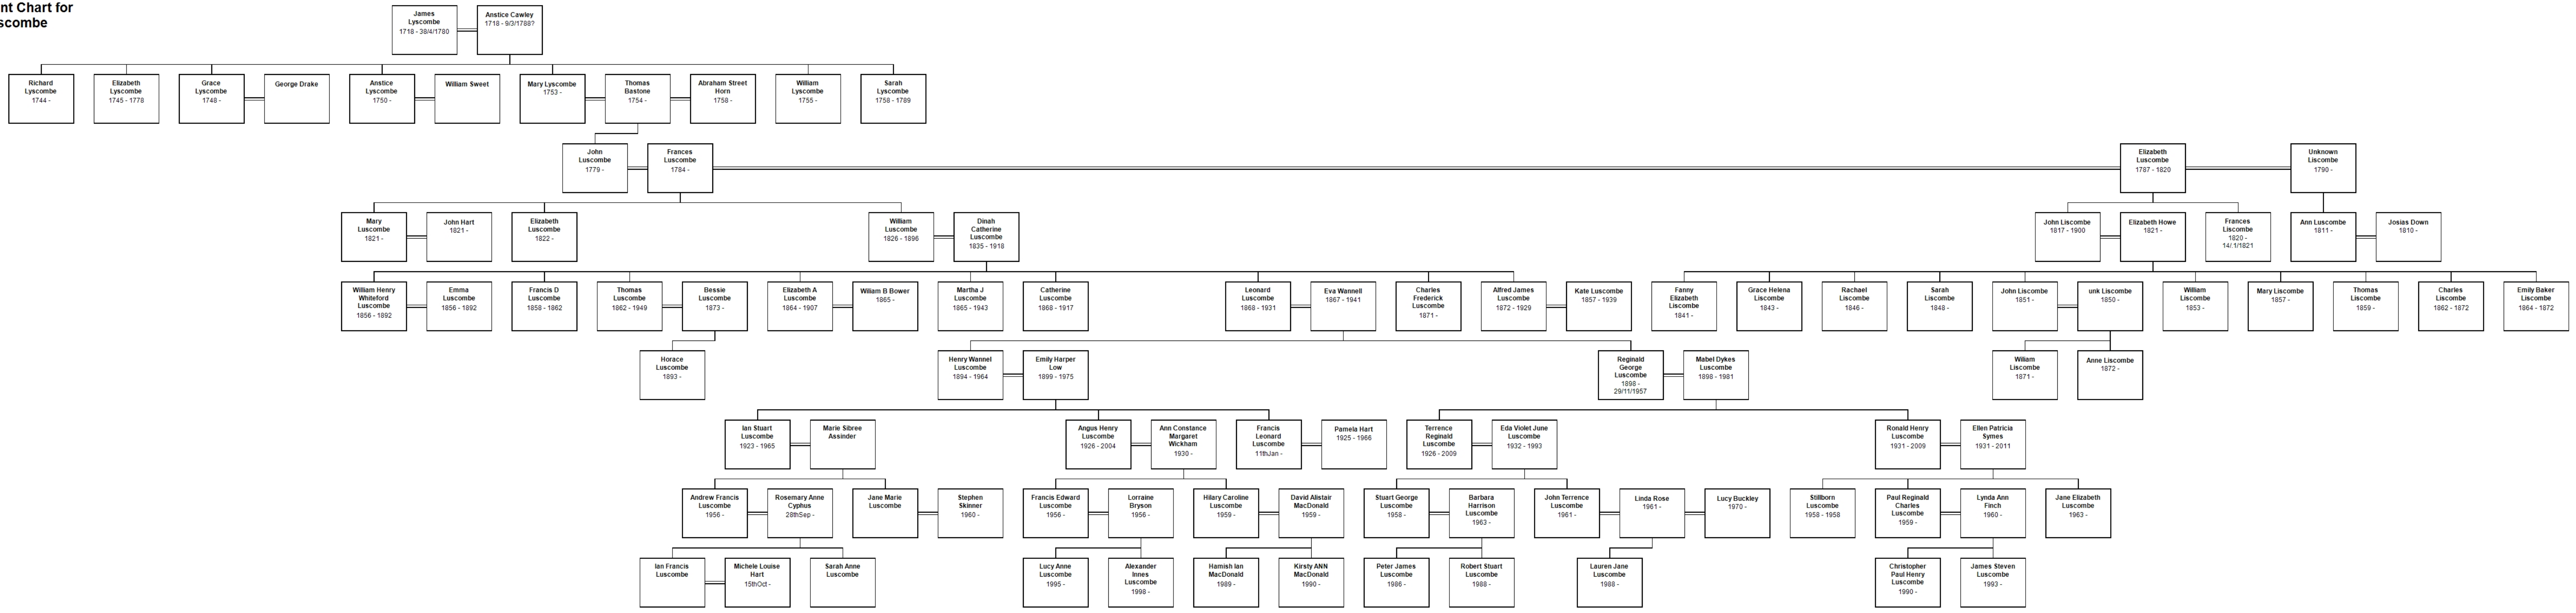 nt Chart for
scombe
James
Lyscombe
1718 - 38/4/1780
Anstice Cawley
1718 - 9/3/1788?
Richard
Lyscombe
1744 -
Elizabeth
Lyscombe
1745 - 1778
Grace
Lyscombe
1748 -
George Drake
Anstice
Lyscombe
1750 -
William Sweet
Mary Lyscombe
1753 -
Thomas
Bastone
1754 -
Abraham Street
Horn
1758 -
William
Lyscombe
1755 -
Sarah
Lyscombe
1758 - 1789
John
Luscombe
1779 -
Frances
Luscombe
1784 -
Elizabeth
Luscombe
1787 - 1820
Unknown
Liscombe
1790 -
Mary
Luscombe
1821 -
John Hart
1821 -
Elizabeth
Luscombe
1822 -
William
Luscombe
1826 - 1896
Dinah
Catherine
Luscombe
1835 - 1918
John Liscombe
1817 - 1900
Elizabeth Howe
1821 -
Frances
Liscombe
1820 -
14/.1/1821
Ann Luscombe
1811 -
Josias Down
1810 -
William Henry
Whiteford
Luscombe
1856 - 1892
Emma
Luscombe
1856 - 1892
Francis D
Luscombe
1858 - 1862
Thomas
Luscombe
1862 - 1949
Bessie
Luscombe
1873 -
Elizabeth A
Luscombe
1864 - 1907
Wiliam B Bower
1865 -
Martha J
Luscombe
1865 - 1943
Catherine
Luscombe
1868 - 1917
Leonard
Luscombe
1868 - 1931
Eva Wannell
1867 - 1941
Charles
Frederick
Luscombe
1871 -
Alfred James
Luscombe
1872 - 1929
Kate Luscombe
1857 - 1939
Fanny
Elizabeth
Liscombe
1841 -
Grace Helena
Liscombe
1843 -
Rachael
Liscombe
1846 -
Sarah
Liscombe
1848 -
John Liscombe
1851 -
unk Liscombe
1850 -
William
Liscombe
1853 -
Mary Liscombe
1857 -
Thomas
Liscombe
1859 -
Charles
Liscombe
1862 - 1872
Emily Baker
Liscombe
1864 - 1872
Horace
Luscombe
1893 -
Henry Wannel
Luscombe
1894 - 1964
Emily Harper
Low
1899 - 1975
Reginald
George
Luscombe
1898 -
29/11/1957
Mabel Dykes
Luscombe
1898 - 1981
Wiliam
Liscombe
1871 -
Anne Liscombe
1872 -
Ian Stuart
Luscombe
1923 - 1965
Marie Sibree
Assinder
Angus Henry
Luscombe
1926 - 2004
Ann Constance
Margaret
Wickham
1930 -
Francis
Leonard
Luscombe
11thJan -
Pamela Hart
1925 - 1966
Terrence
Reginald
Luscombe
1926 - 2009
Eda Violet June
Luscombe
1932 - 1993
Ronald Henry
Luscombe
1931 - 2009
Ellen Patricia
Symes
1931 - 2011
Andrew Francis
Luscombe
1956 -
Rosemary Anne
Cyphus
28thSep -
Jane Marie
Luscombe
Stephen
Skinner
1960 -
Francis Edward
Luscombe
1956 -
Lorraine
Bryson
1956 -
Hilary Caroline
Luscombe
1959 -
David Alistair
MacDonald
1959 -
Stuart George
Luscombe
1958 -
Barbara
Harrison
Luscombe
1963 -
John Terrence
Luscombe
1961 -
Linda Rose
1961 -
Lucy Buckley
1970 -
Stillborn
Luscombe
1958 - 1958
Paul Reginald
Charles
Luscombe
1959 -
Lynda Ann
Finch
1960 -
Jane Elizabeth
Luscombe
1963 -
Ian Francis
Luscombe
Michele Louise
Hart
15thOct -
Sarah Anne
Luscombe
Lucy Anne
Luscombe
1995 -
Alexander
Innes
Luscombe
1998 -
Hamish Ian
MacDonald
1989 -
Kirsty ANN
MacDonald
1990 -
Peter James
Luscombe
1986 -
Robert Stuart
Luscombe
1988 -
Lauren Jane
Luscombe
1988 -
Christopher
Paul Henry
Luscombe
1990 -
James Steven
Luscombe
1993 -